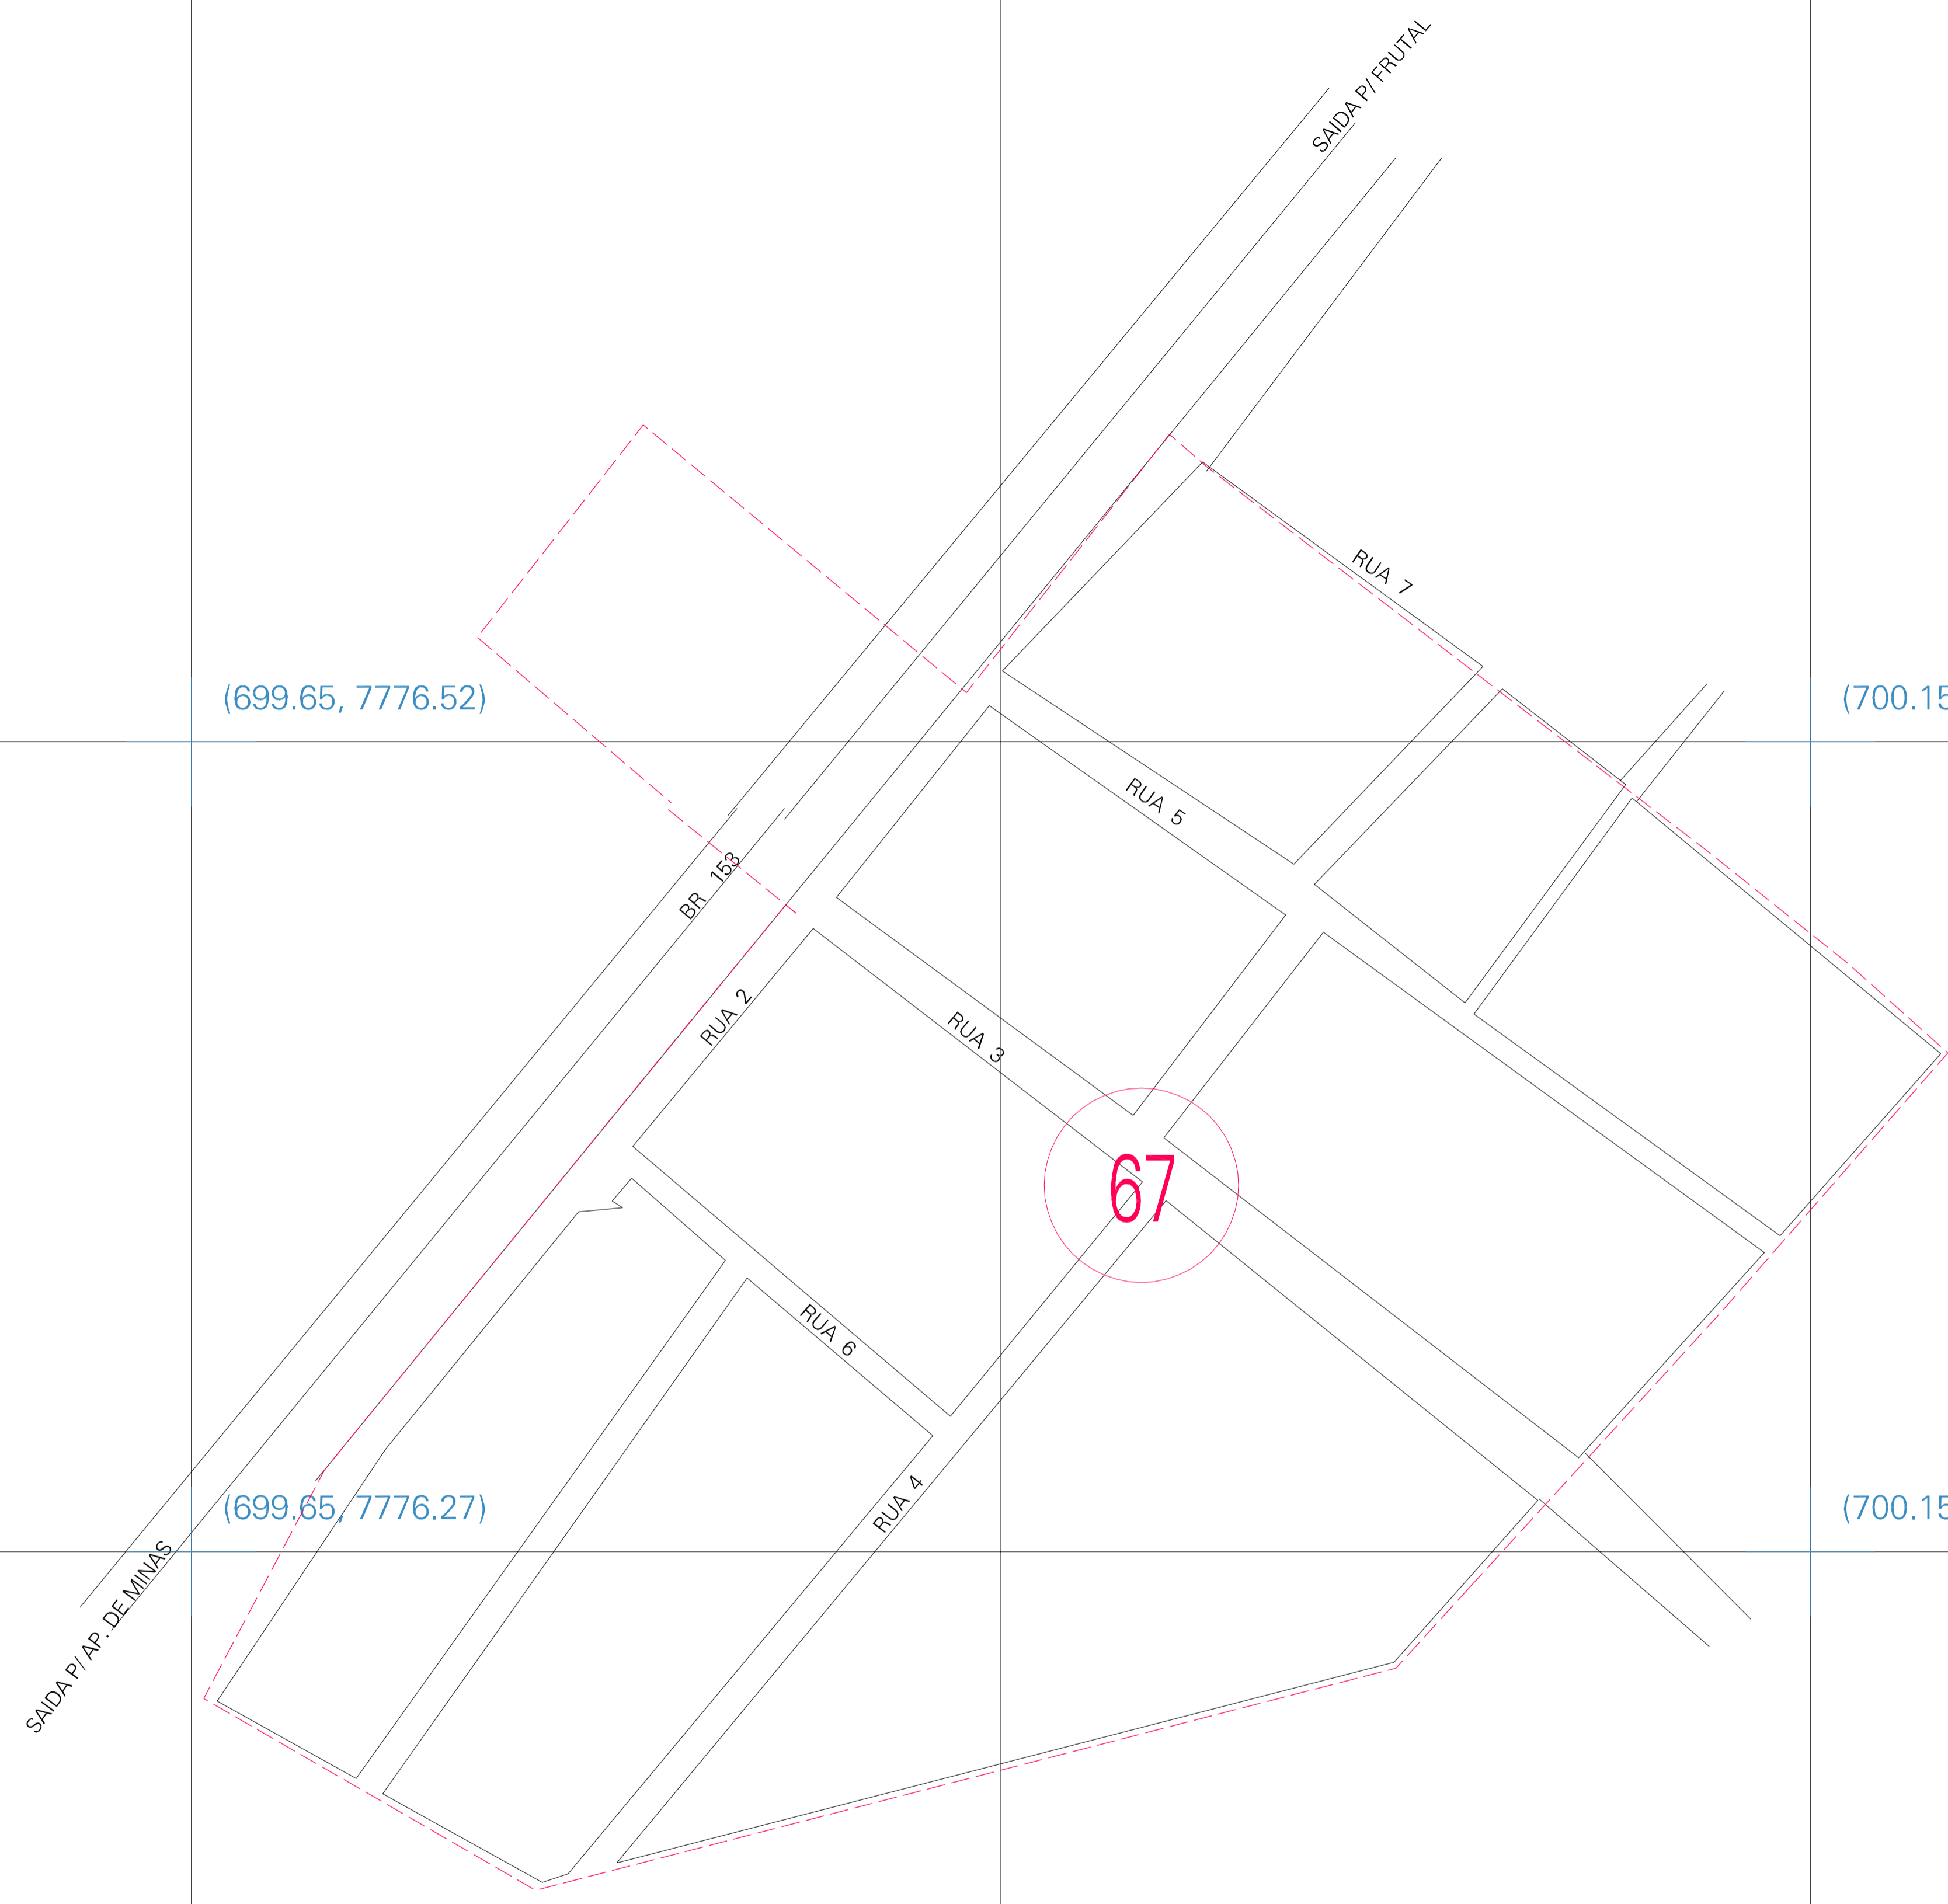 SAIDA P/ FRUTAL
RUA 7
(699.65, 7776.52)
(700.15
RUA 5
BR 153
RUA 2
RUA 3
67
RUA 6
RUA 4
(699.65, 7776.27)
(700.15
SAIDA P/ AP. DE MINAS